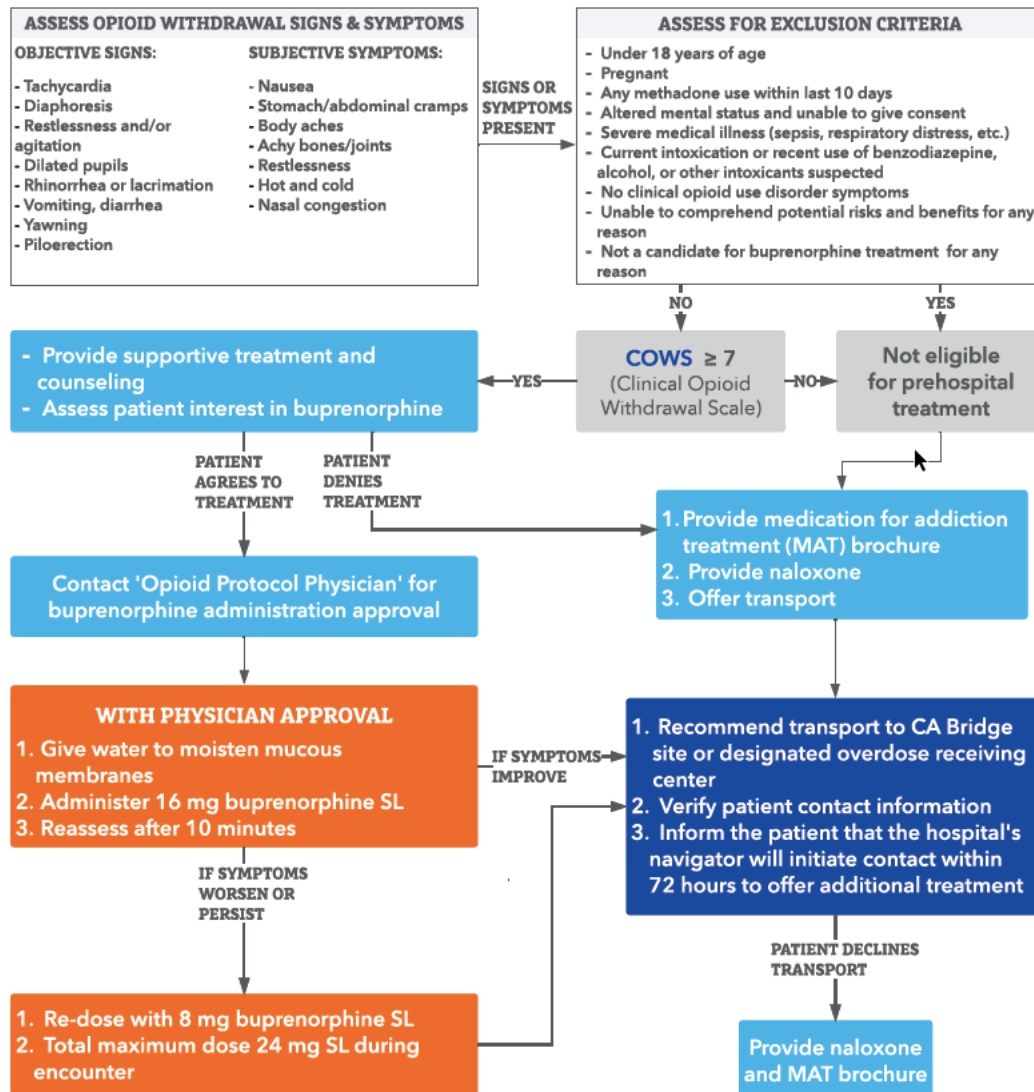 ASSESS OPIOID WITHDRAWAL SIGNS & SYMPTOMS
OBJECTIVE SIGNS:
- Tachycardia
- Diaphoresis
- Restlessness and/or
agitation
- Dilated pupils
- Rhinorrhea or lacrimation
- Vomiting, diarrhea
- Yawning
- Piloerection
SUBJECTIVE SYMPTOMS:
- Nausea
- Stomach/abdominal cramps
- Body aches
- Achy bones/joints
- Restlessness
- Hot and cold
- Nasal congestion
SIGNS OR
SYMPTOMS
PRESENT
ASSESS FOR EXCLUSION CRITERIA
- Under 18 years of age
- Pregnant
- Any methadone use within last 10 days
- Altered mental status and unable to give consent
- Severe medical illness (sepsis, respiratory distress, etc.)
- Current intoxication or recent use of benzodiazepine,
alcohol, or other intoxicants suspected
- No clinical opioid use disorder symptoms
- Unable to comprehend potential risks and benefits for any
reason
- Not a candidate for buprenorphine treatment for any
reason
NO
YES
COWS ≥ 7
(Clinical Opioid
Withdrawal Scale)
YES
NO
Not eligible
for prehospital
treatment
- Provide supportive treatment and
counseling
- Assess patient interest in buprenorphine
PATIENT
AGREES TO
TREATMENT
PATIENT
DENIES
TREATMENT
1. Provide medication for addiction
treatment (MAT) brochure
2. Provide naloxone
3. Offer transport
Contact 'Opioid Protocol Physician' for
buprenorphine administration approval
WITH PHYSICIAN APPROVAL
1. Give water to moisten mucous
membranes
2. Administer 16 mg buprenorphine SL
3. Reassess after 10 minutes
IF SYMPTOMS
IMPROVE
1. Recommend transport to CA Bridge
site or designated overdose receiving
center
2. Verify patient contact information
3. Inform the patient that the hospital's
navigator will initiate contact within
72 hours to offer additional treatment
IF SYMPTOMS
WORSEN OR
PERSIST
PATIENT DECLINES
TRANSPORT
1. Re-dose with 8 mg buprenorphine SL
2. Total maximum dose 24 mg SL during
encounter
Provide naloxone
and MAT brochure